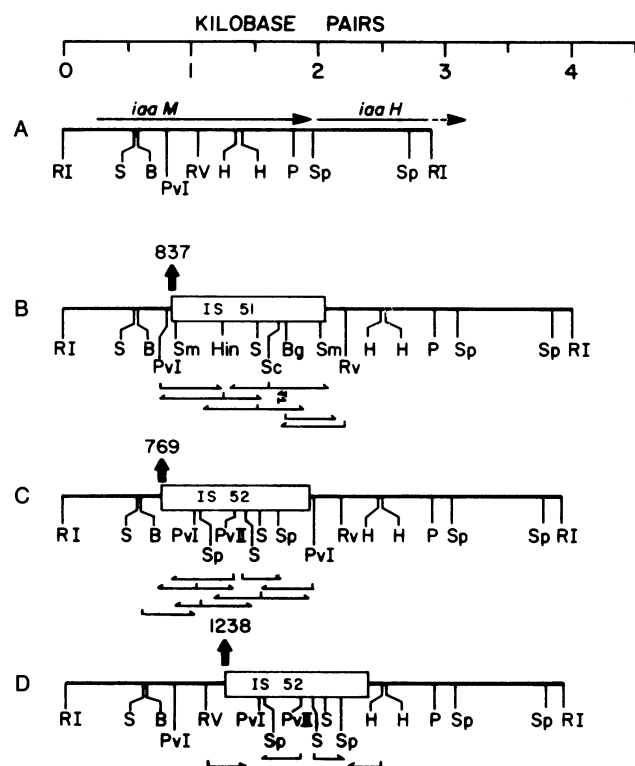 KILOBASE PAIRS
0 1 2 3 4
iaa M iaa H
A
RI S B PvI RV H H P Sp Sp RI
837
B IS 51
RI S B PvI Sm Hin S Sc Bg Sm Rv H H P Sp Sp RI
769
C IS 52
RI S B PvI Sp PvII S S Sp PvI Rv H H P Sp Sp RI
1238
D IS 52
RI S B PvI RV PvI Sp PvII S S Sp H H P Sp Sp RI